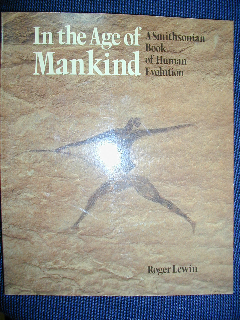 In the Age of
Mankind
A Smithsonian
Book
of Human
Evolution
Roger Lewin